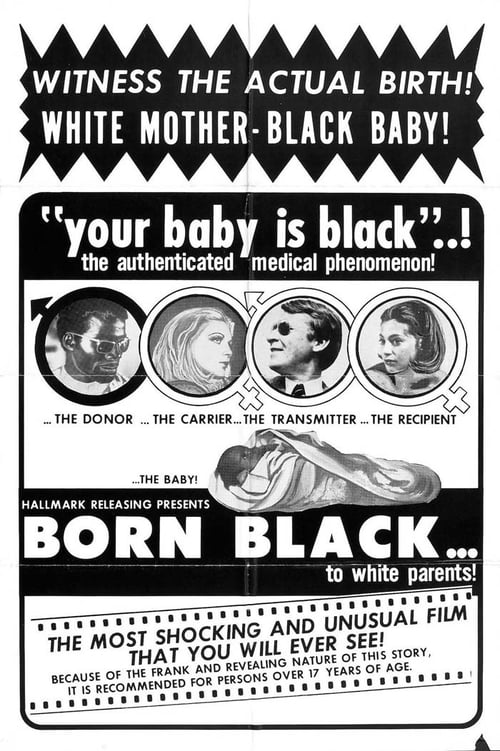 WITNESS THE ACTUAL BIRTH!
WHITE MOTHER-BLACK BABY!
"your baby is black"..!
the authenticated medical phenomenon!
...THE DONOR ...THE CARRIER...THE TRANSMITTER...THE RECIPIENT
...THE BABY!
HALLMARK RELEASING PRESENTS
BORN BLACK...
to white parents!
THE MOST SHOCKING AND UNUSUAL FILM
THAT YOU WILL EVER SEE!
BECAUSE OF THE FRANK AND REVEALING NATURE OF THIS STORY,
IT IS RECOMMENDED FOR PERSONS OVER 17 YEARS OF AGE.